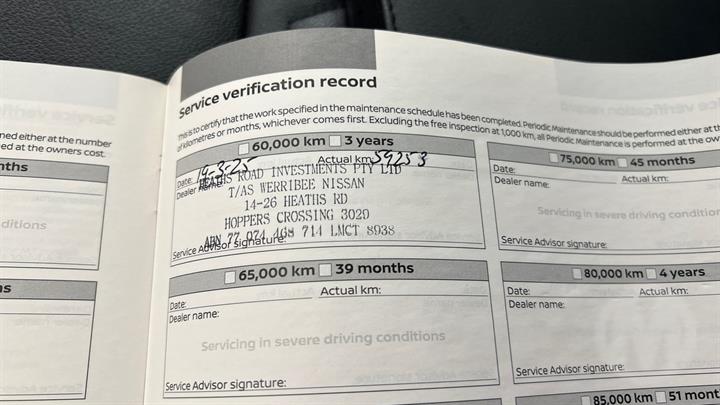 Service verification record
This is to certify that the work specified in the maintenance schedule has been completed. Periodic Maintenance should be performed either at t
of kilometres or months, whichever comes first. Excluding the free inspection at 1,000 km, all Periodic Maintenance is performed at the ow
ned either at the number
ed at the owners cost.
nths
ditions
60,000 km 3 years
Date: 19-3-25 Actual km: 59253
Dealer name:
HEATHS ROAD INVESTMENTS PTY LTD
T/AS WERRIBEE NISSAN
14-26 HEATHS RD
HOPPERS CROSSING 3029
ABN 77 074 468 714 LMCT 8938
Service Advisor signature:
75,000 km 45 months
Date: Actual km:
Dealer name:
Servicing in severe driving condition
Service Advisor signature:
65,000 km 39 months
Date: Actual km:
Dealer name:
Servicing in severe driving conditions
Service Advisor signature:
80,000 km 4 years
Date: Actual km:
Dealer name:
Service Advisor signature:
85,000 km 51 mont